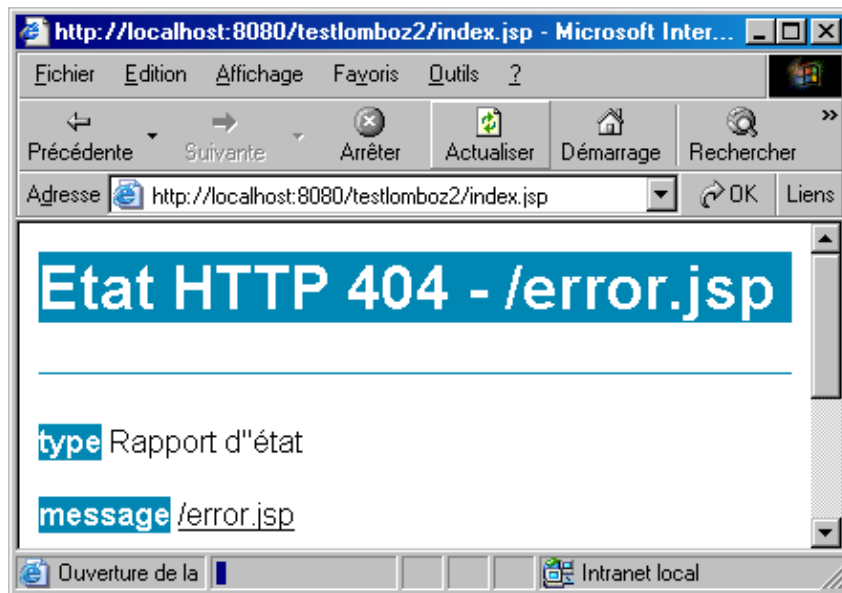 http://localhost:8080/testlomboz2/index.jsp - Microsoft Inter...
Fichier Edition Affichage Favoris Outils ?
Précédente Suivante Arrêter Actualiser Démarrage Rechercher »
Adresse http://localhost:8080/testlomboz2/index.jsp OK Liens
Etat HTTP 404 - /error.jsp
type Rapport d''état
message /error.jsp
Ouverture de la Intranet local